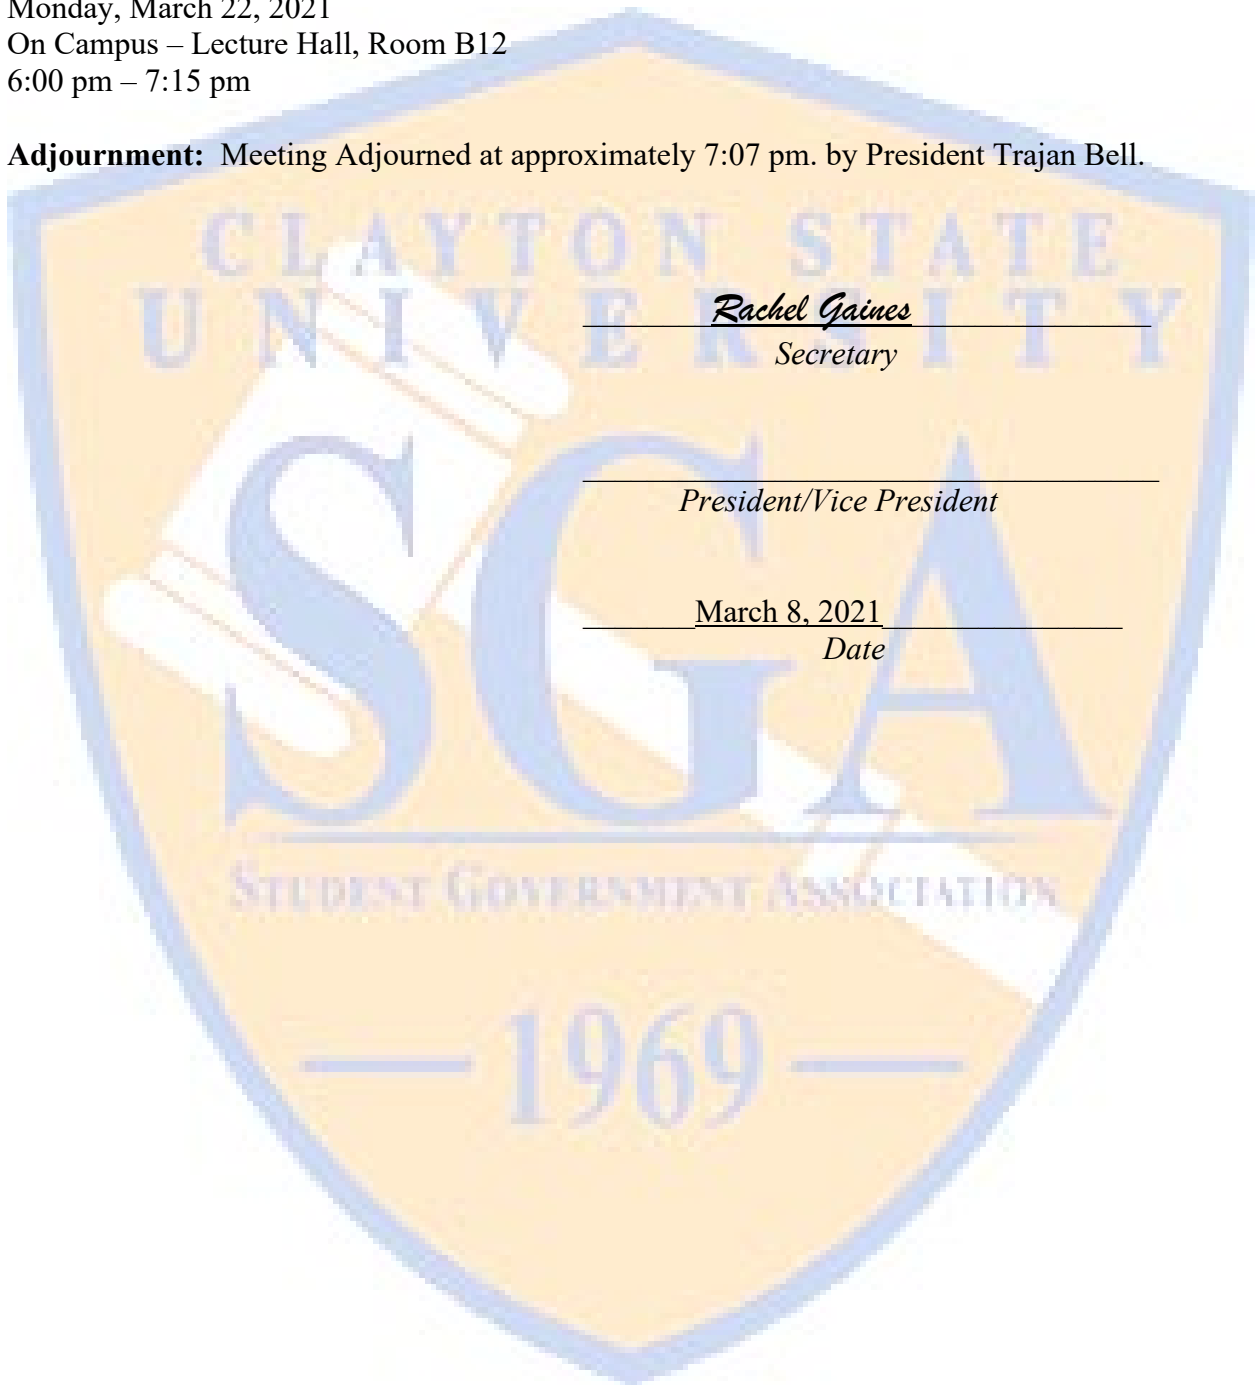 Monday, March 22, 2021
On Campus – Lecture Hall, Room B12
6:00 pm – 7:15 pm
Adjournment: Meeting Adjourned at approximately 7:07 pm. by President Trajan Bell.
CLAYTON STATE
UNIVERSITY
Rachel Gaines
Secretary
SGA
President/Vice President
March 8, 2021
Date
STUDENT GOVERNMENT ASSOCIATION
1969